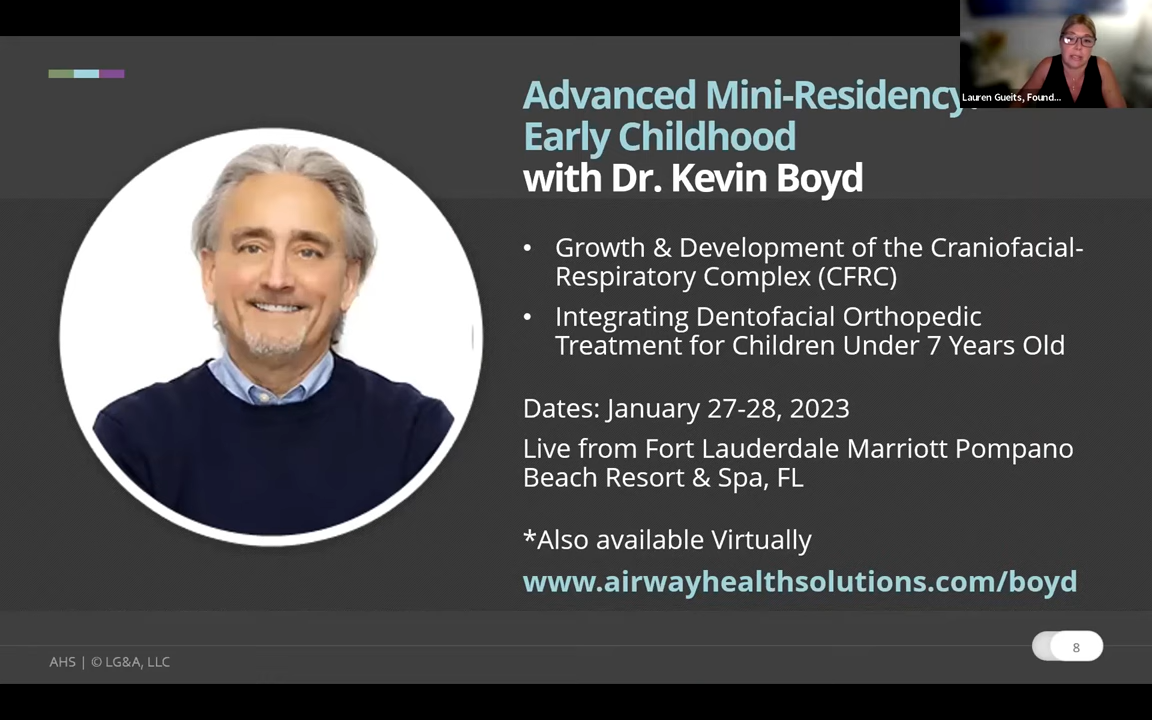 Advanced Mini-Residency:
Early Childhood
with Dr. Kevin Boyd
• Growth & Development of the Craniofacial-
Respiratory Complex (CFRC)
• Integrating Dentofacial Orthopedic
Treatment for Children Under 7 Years Old
Dates: January 27-28, 2023
Live from Fort Lauderdale Marriott Pompano
Beach Resort & Spa, FL
*Also available Virtually
www.airwayhealthsolutions.com/boyd
Lauren Gueits, Found...
AHS | © LG&A, LLC
8